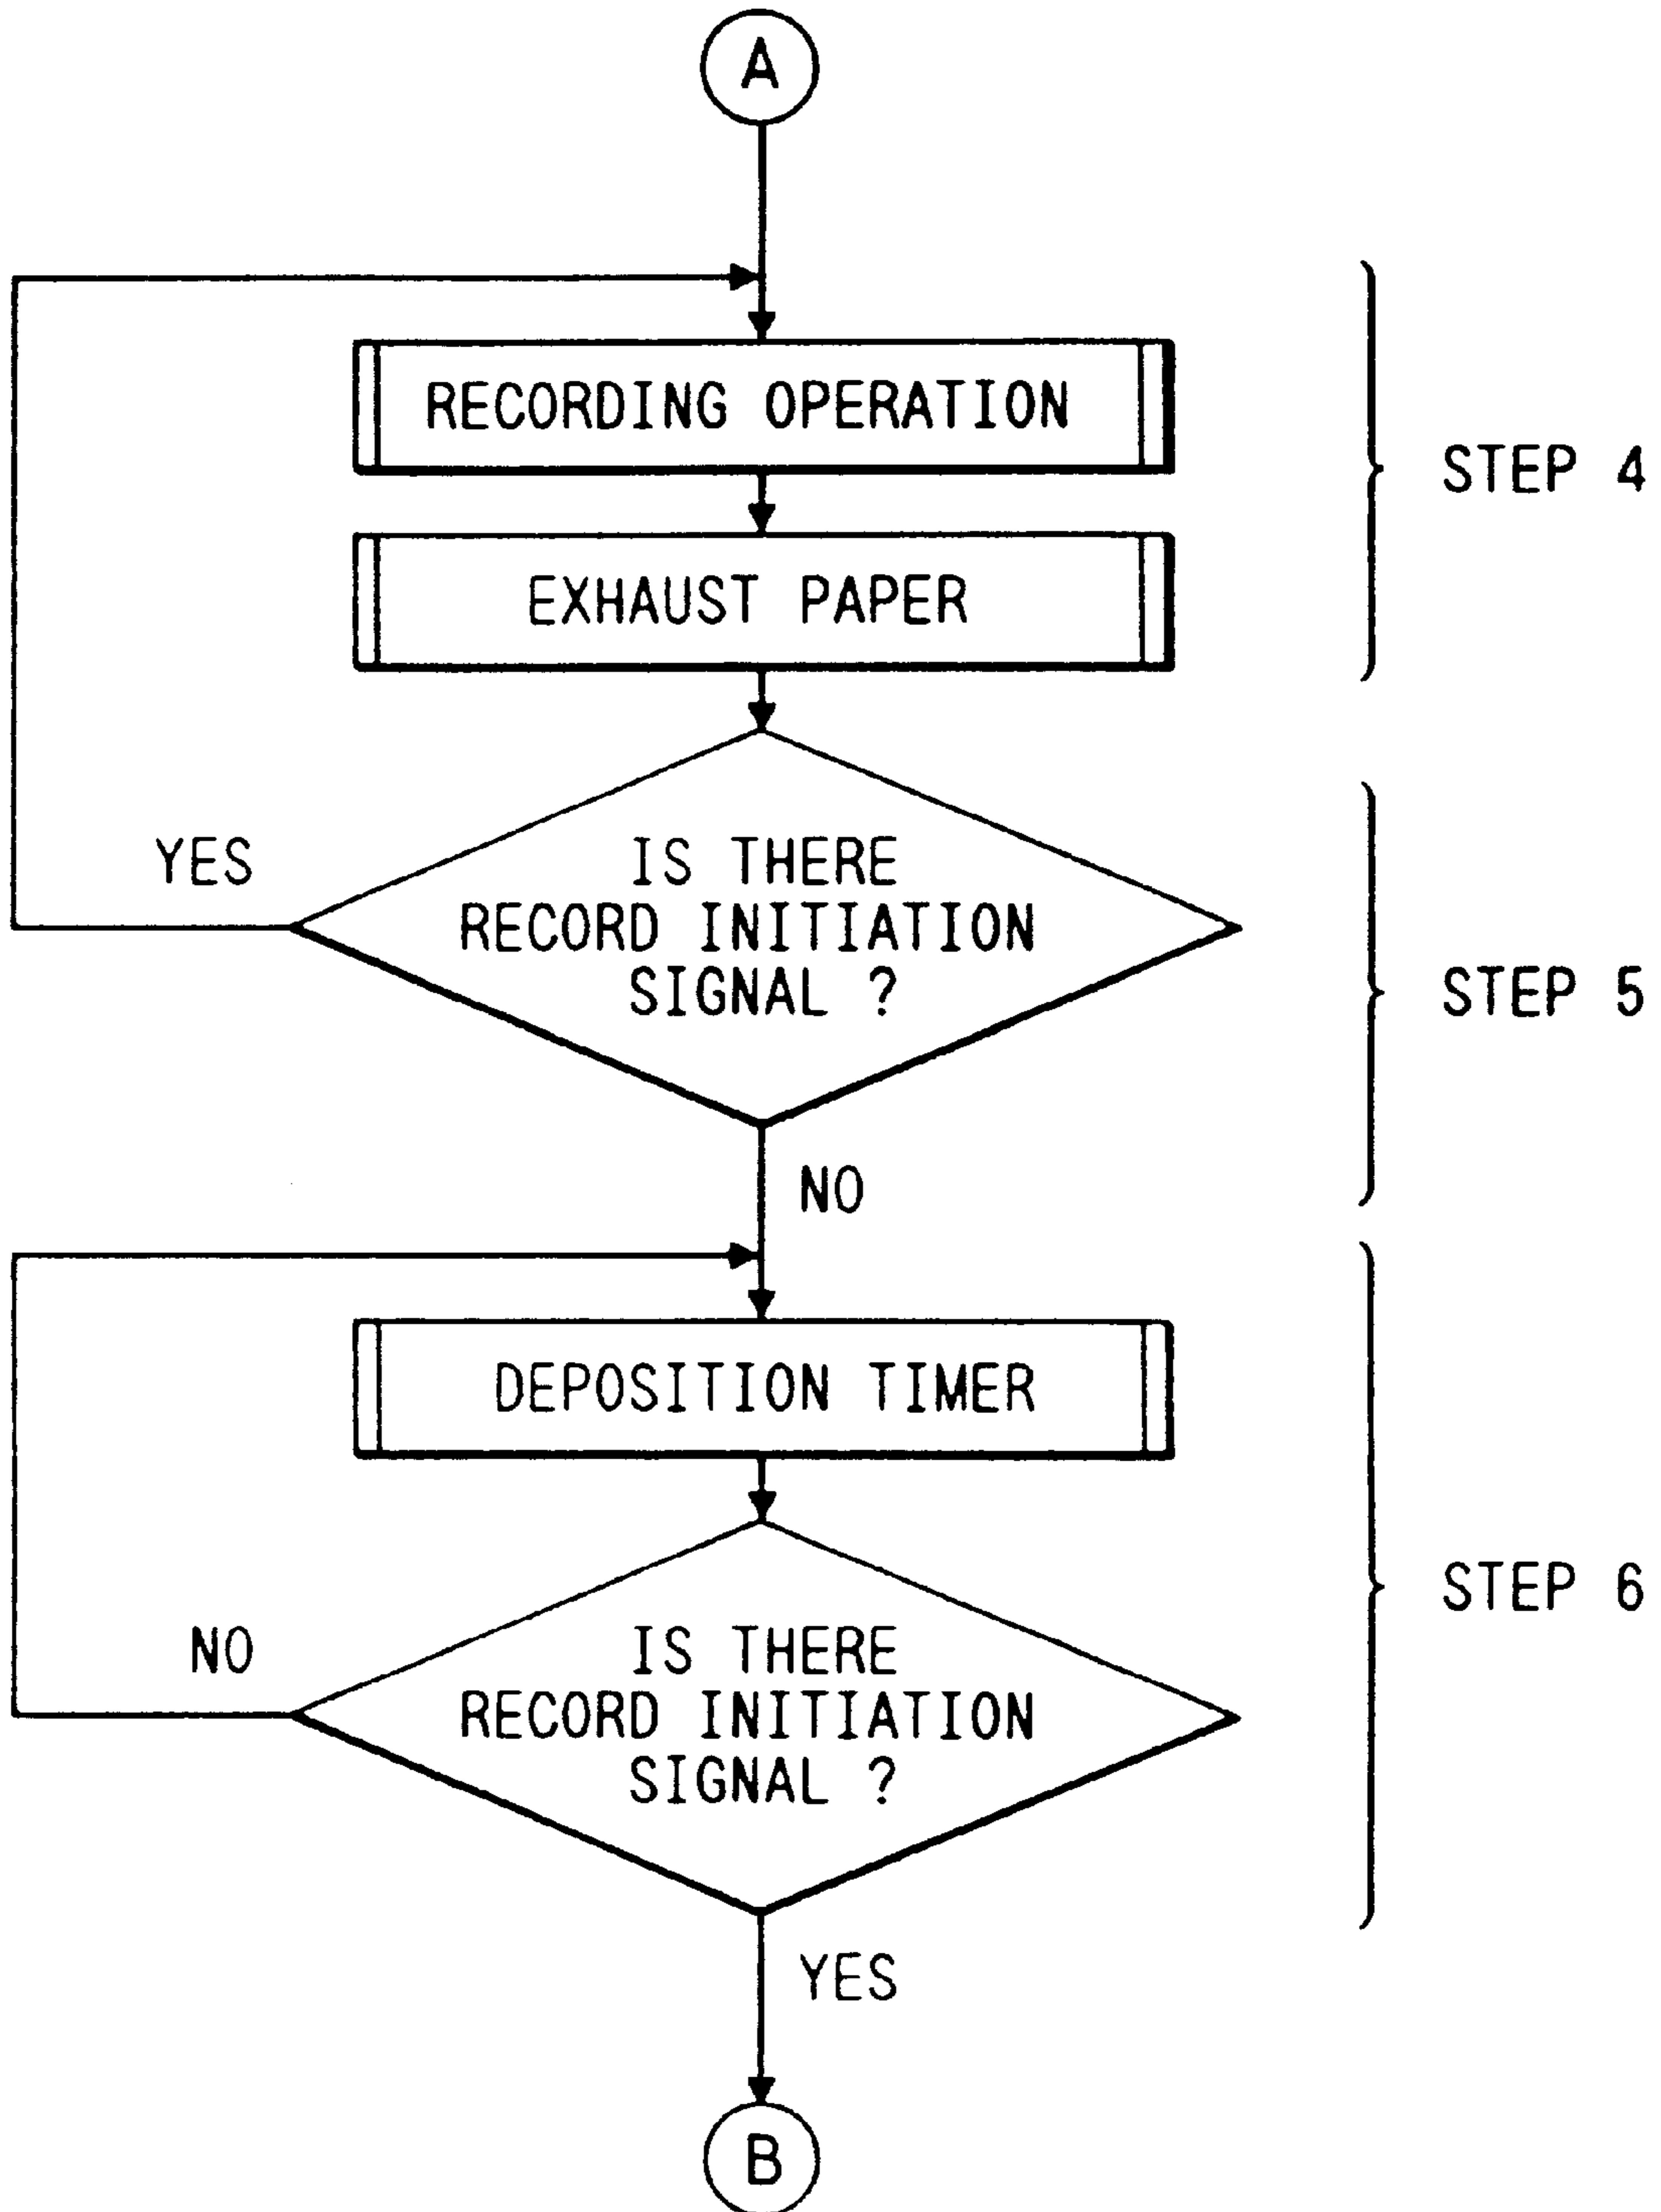 A
RECORDING OPERATION
EXHAUST PAPER
STEP 4
YES
IS THERE
RECORD INITIATION
SIGNAL ?
STEP 5
NO
DEPOSITION TIMER
NO
IS THERE
RECORD INITIATION
SIGNAL ?
STEP 6
YES
B